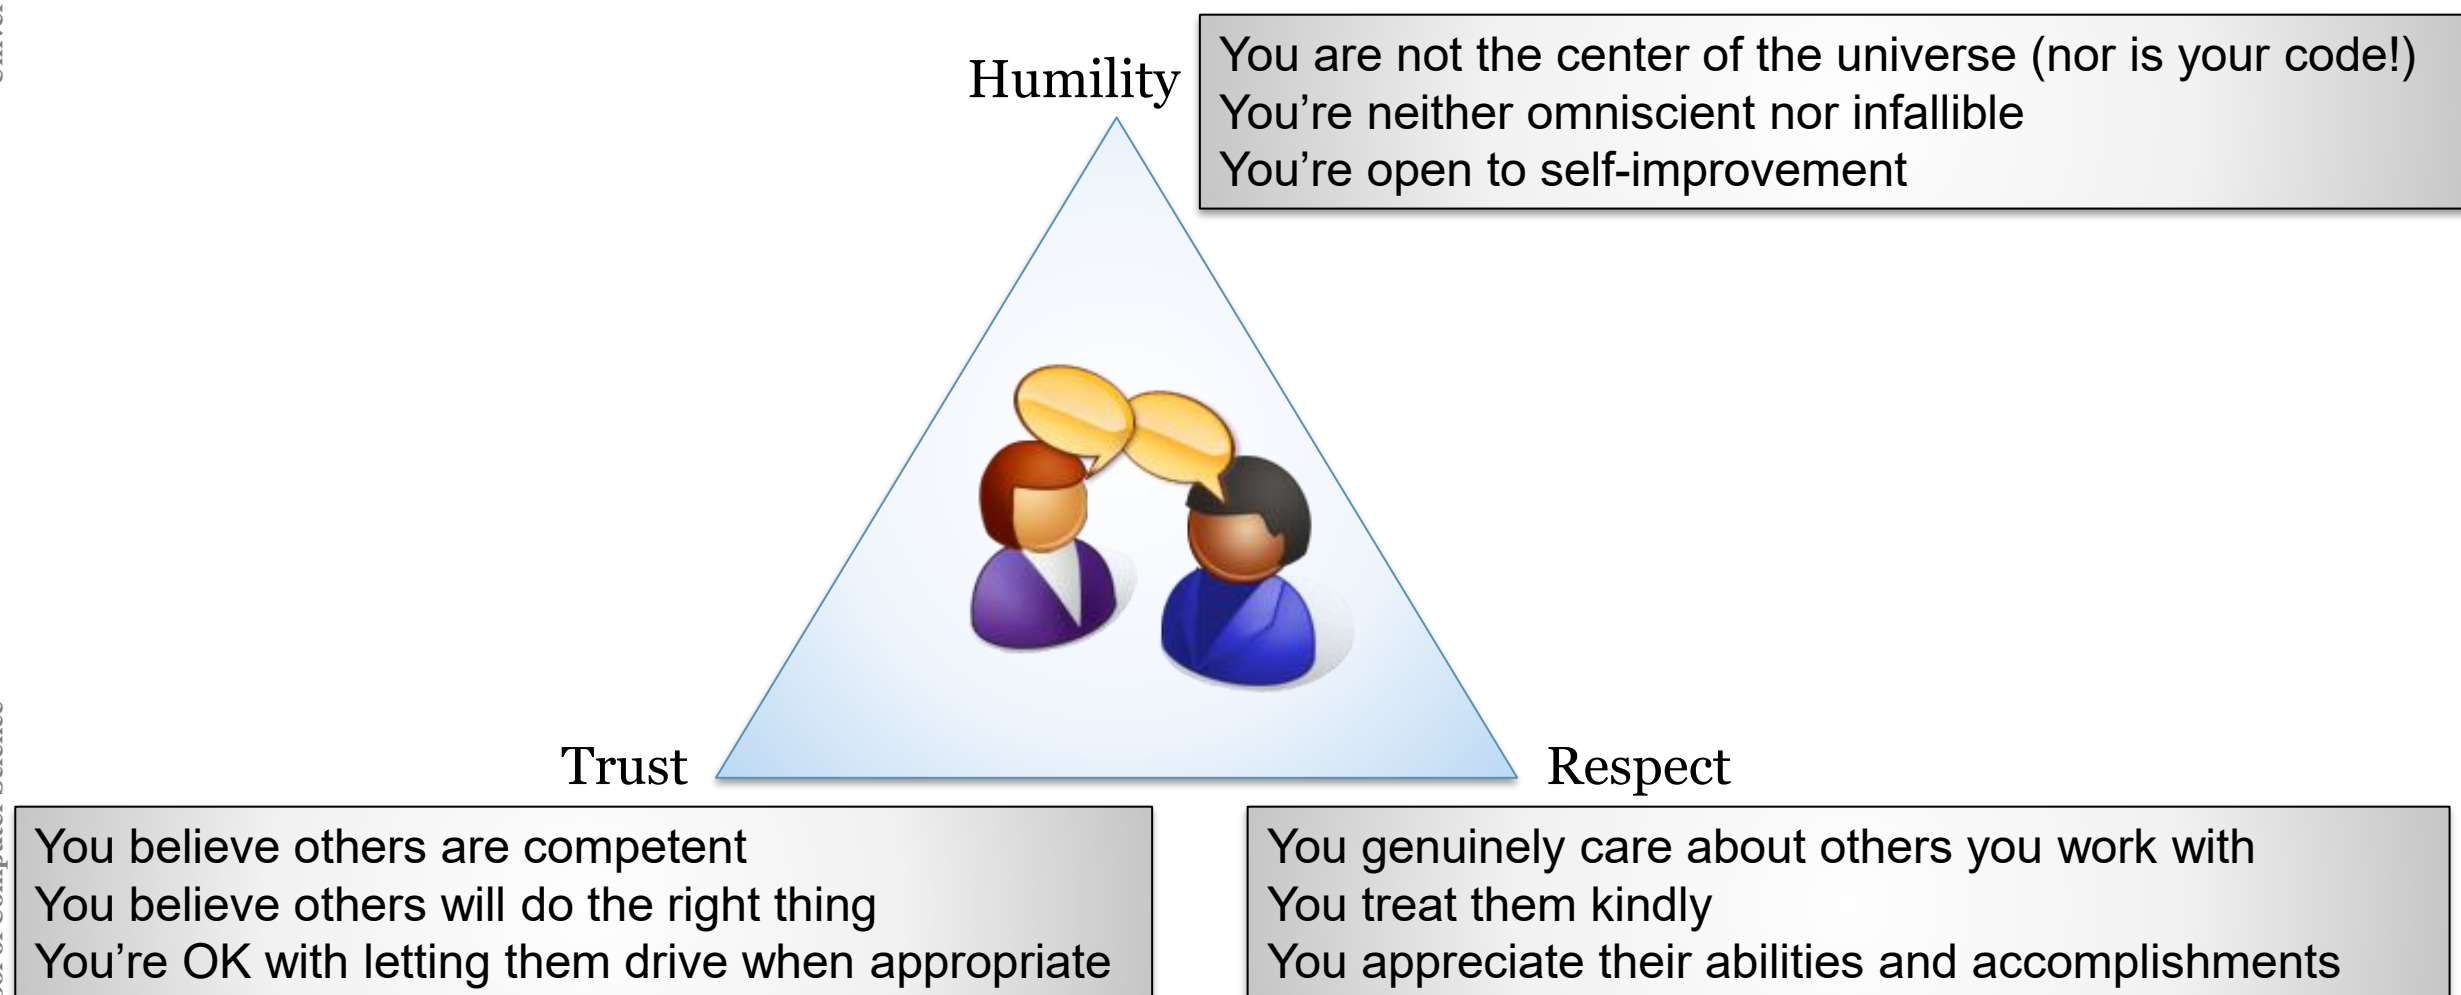 Humility
You are not the center of the universe (nor is your code!)
You’re neither omniscient nor infallible
You’re open to self-improvement
Trust
Respect
You believe others are competent
You believe others will do the right thing
You’re OK with letting them drive when appropriate
You genuinely care about others you work with
You treat them kindly
You appreciate their abilities and accomplishments